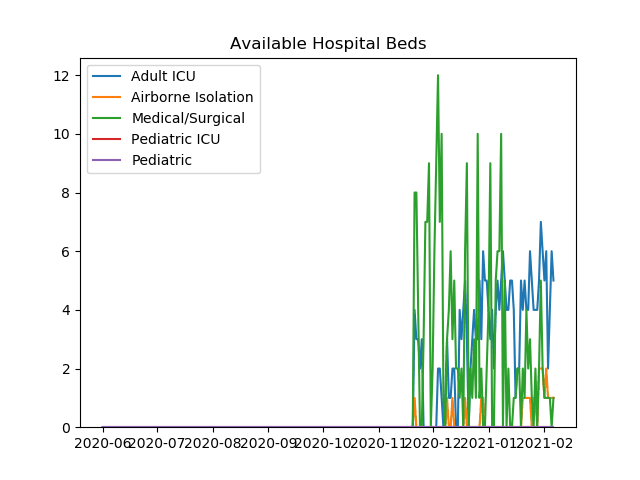 Available Hospital Beds
Adult ICU
Airborne Isolation
Medical/Surgical
Pediatric ICU
Pediatric
12
10
8
6
4
2
0
2020-06 2020-07 2020-08 2020-09 2020-10 2020-11 2020-12 2021-01 2021-02